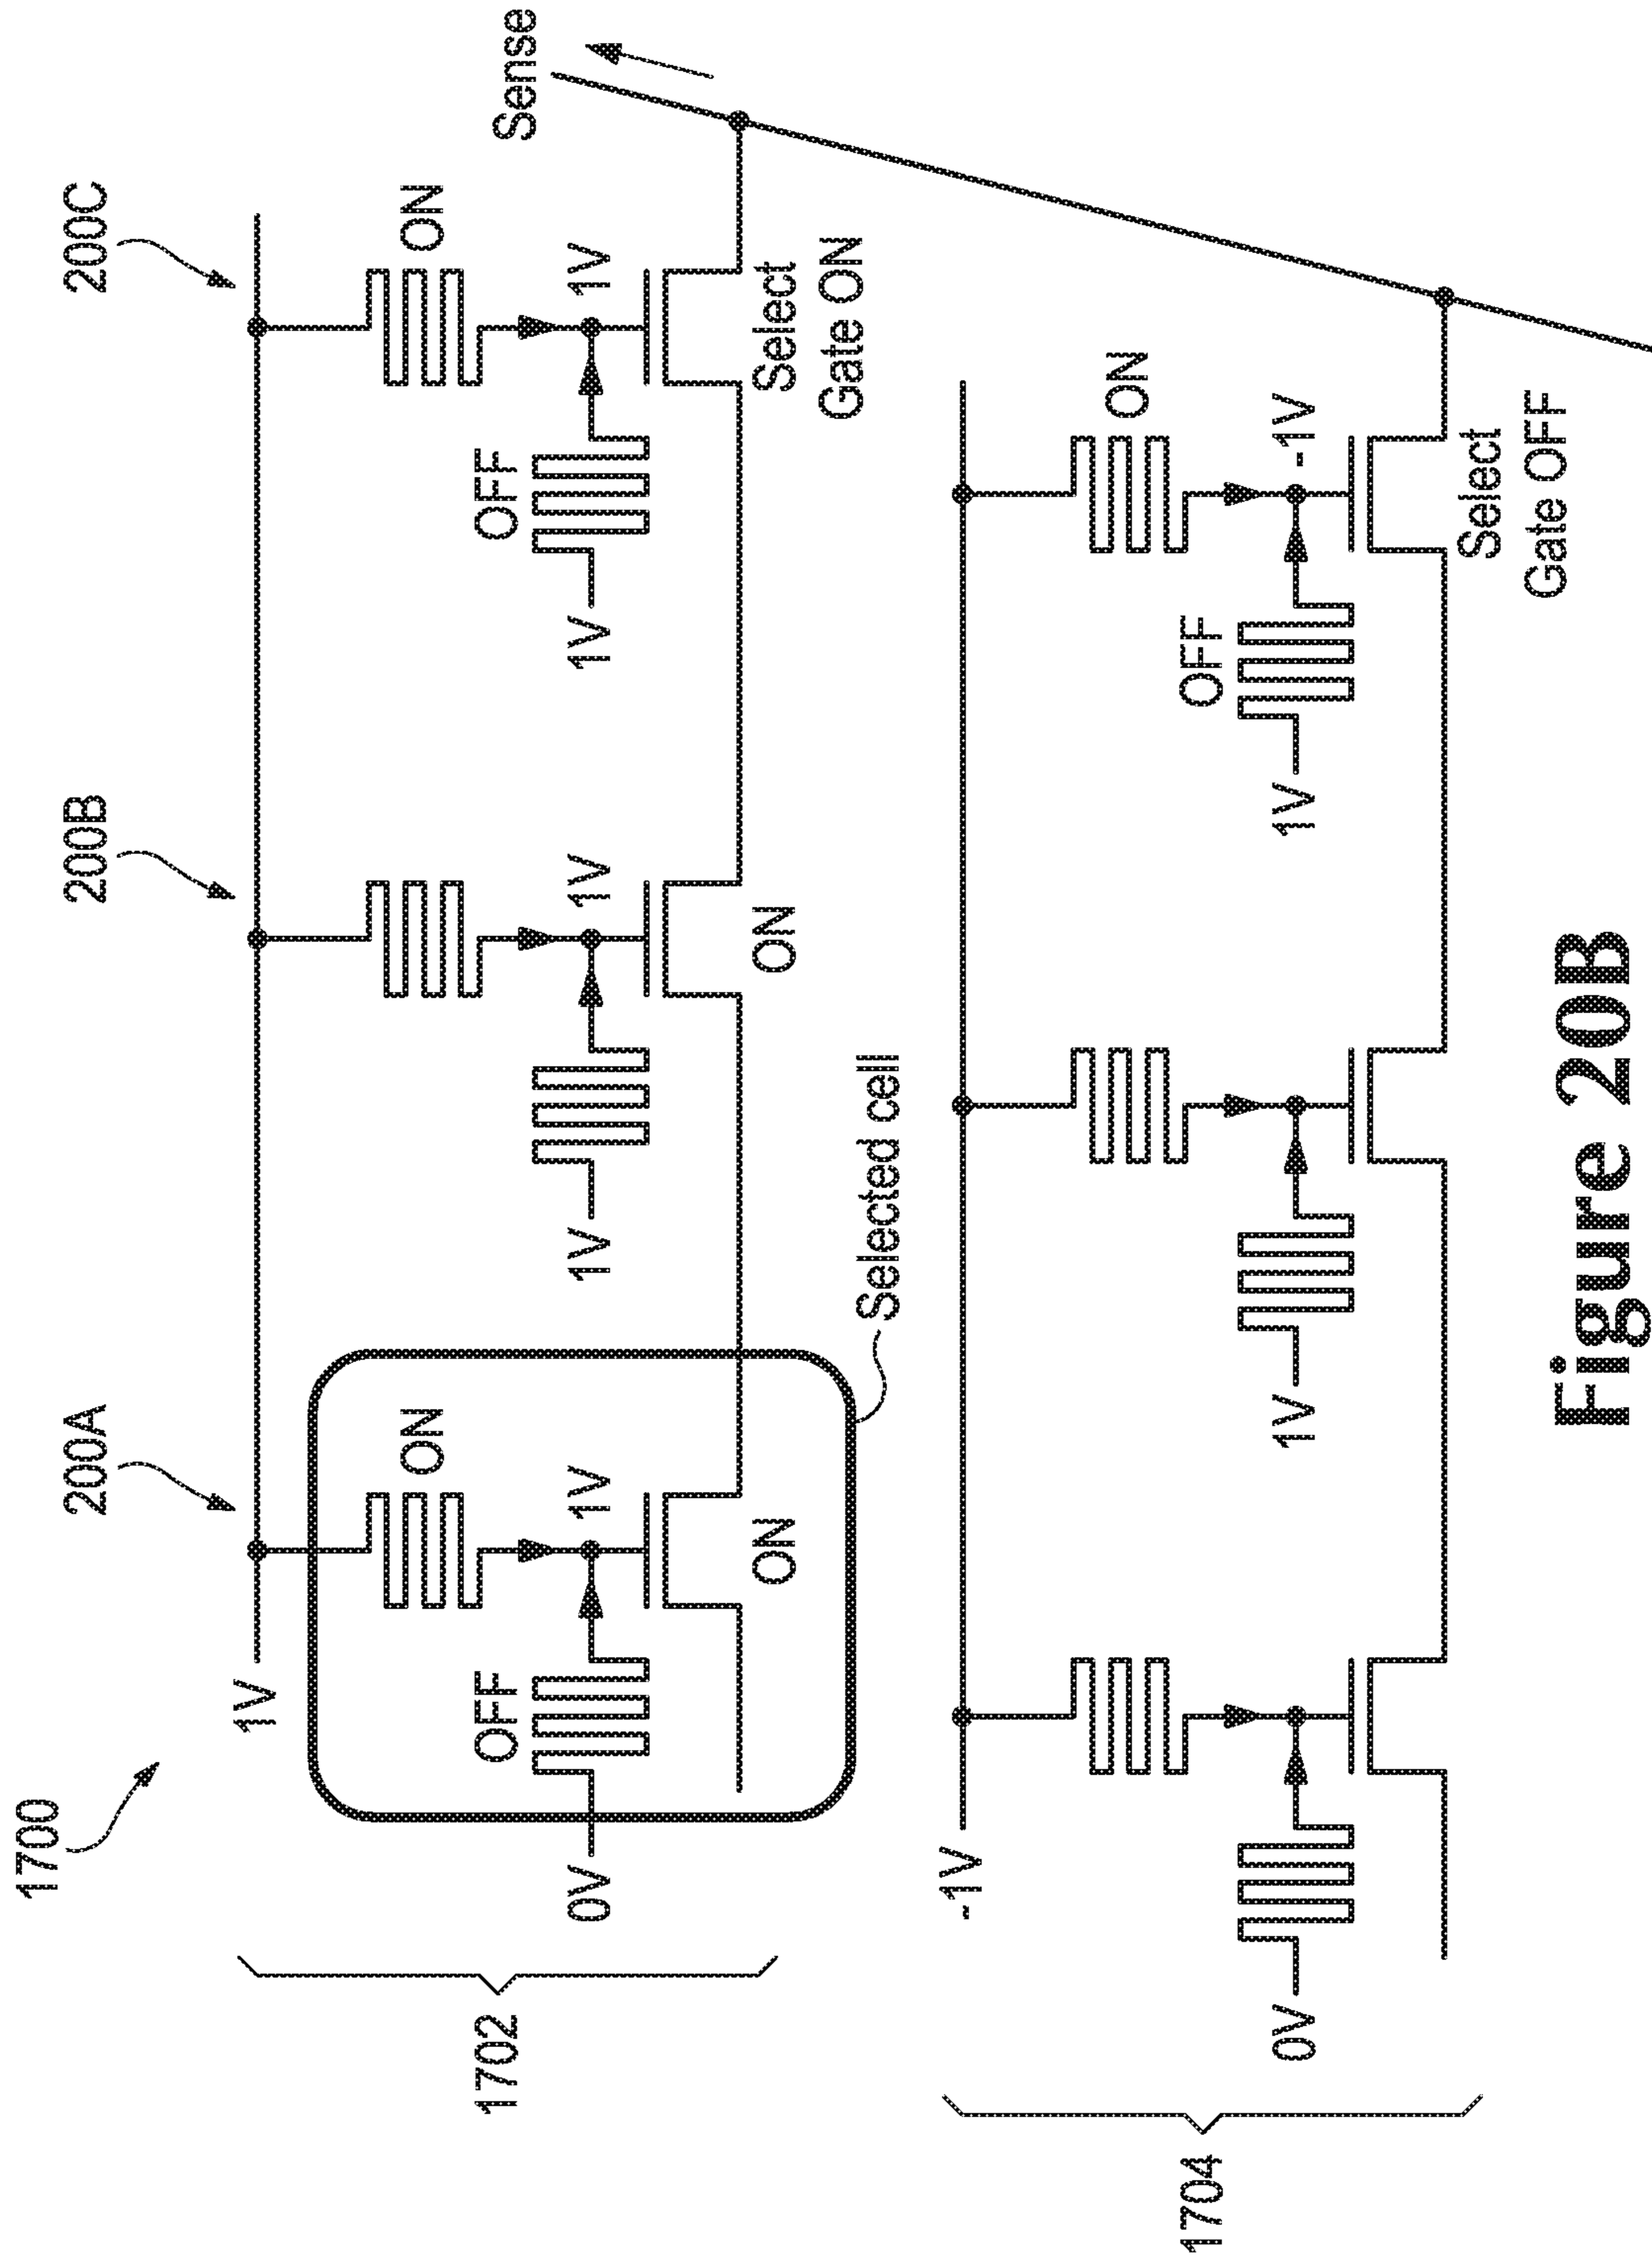 1700
200A
200B
200C
1V
ON
ON
Sense
OFF
OFF
0V
1V
1V
1V
1V
1V
ON
ON
Select
Gate ON
1702
Selected cell
-1V
ON
OFF
0V
1V
1V
-1V
Select
Gate OFF
1704
Figure 20B